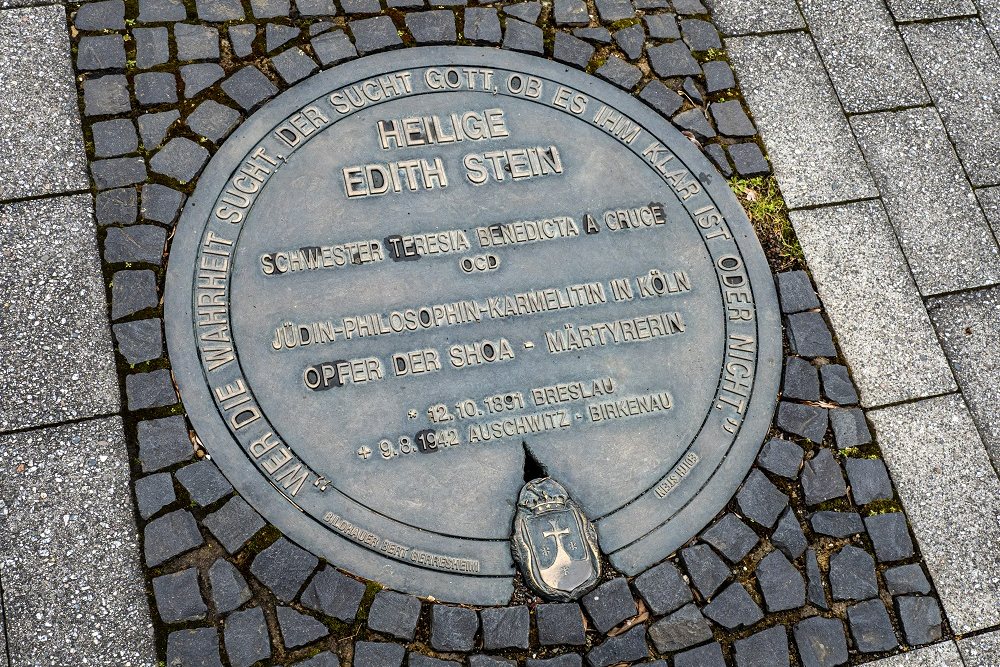 „WER DIE WAHRHEIT SUCHT, DER SUCHT GOTT, OB ES IHM KLAR IST ODER NICHT."
HEILIGE
EDITH STEIN
SCHWESTER TERESIA BENEDICTA A CRUCE
OCD
JÜDIN-PHILOSOPHIN-KARMELITIN IN KÖLN
OPFER DER SHOA - MÄRTYRERIN
* 12.10.1891 BRESLAU
+ 9.8.1942 AUSCHWITZ - BIRKENAU
BILDHAUER BERT GERRESHEIM